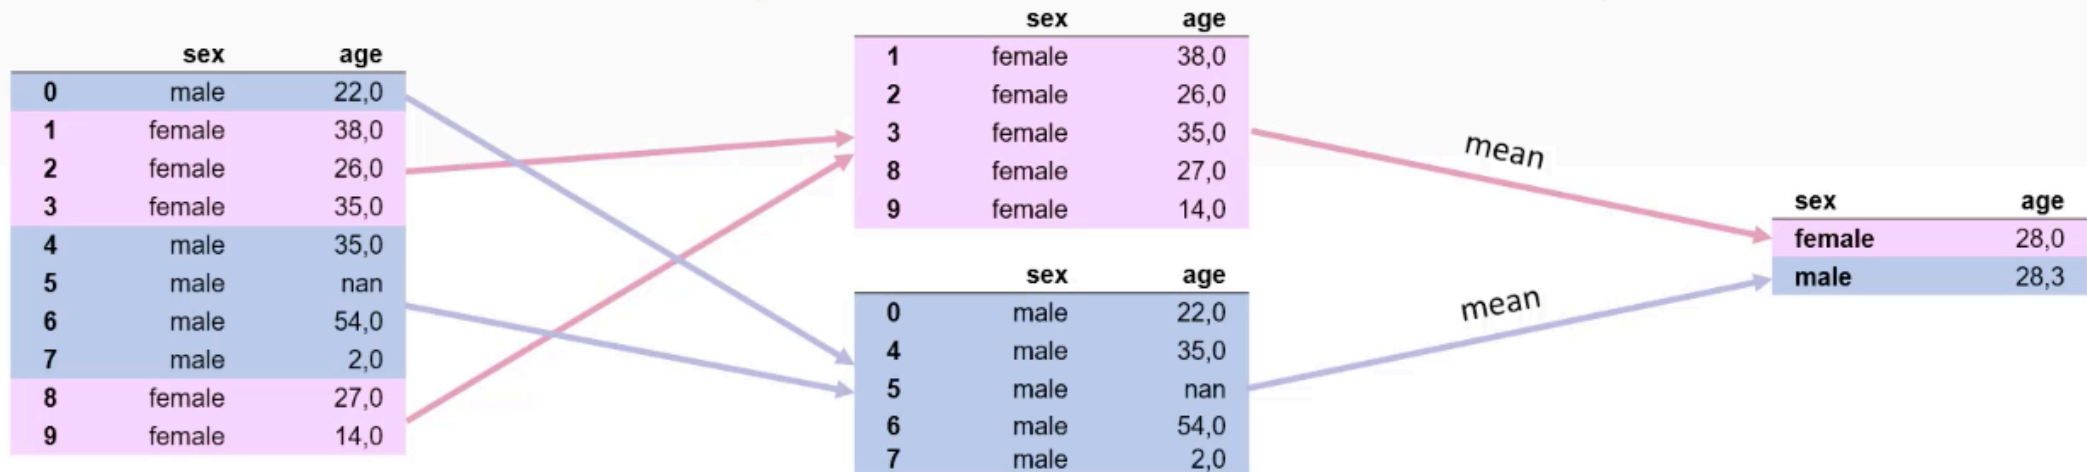 sex age
0 male 22,0
1 female 38,0
2 female 26,0
3 female 35,0
4 male 35,0
5 male nan
6 male 54,0
7 male 2,0
8 female 27,0
9 female 14,0
sex age
1 female 38,0
2 female 26,0
3 female 35,0
8 female 27,0
9 female 14,0
sex age
0 male 22,0
4 male 35,0
5 male nan
6 male 54,0
7 male 2,0
mean
mean
sex age
female 28,0
male 28,3